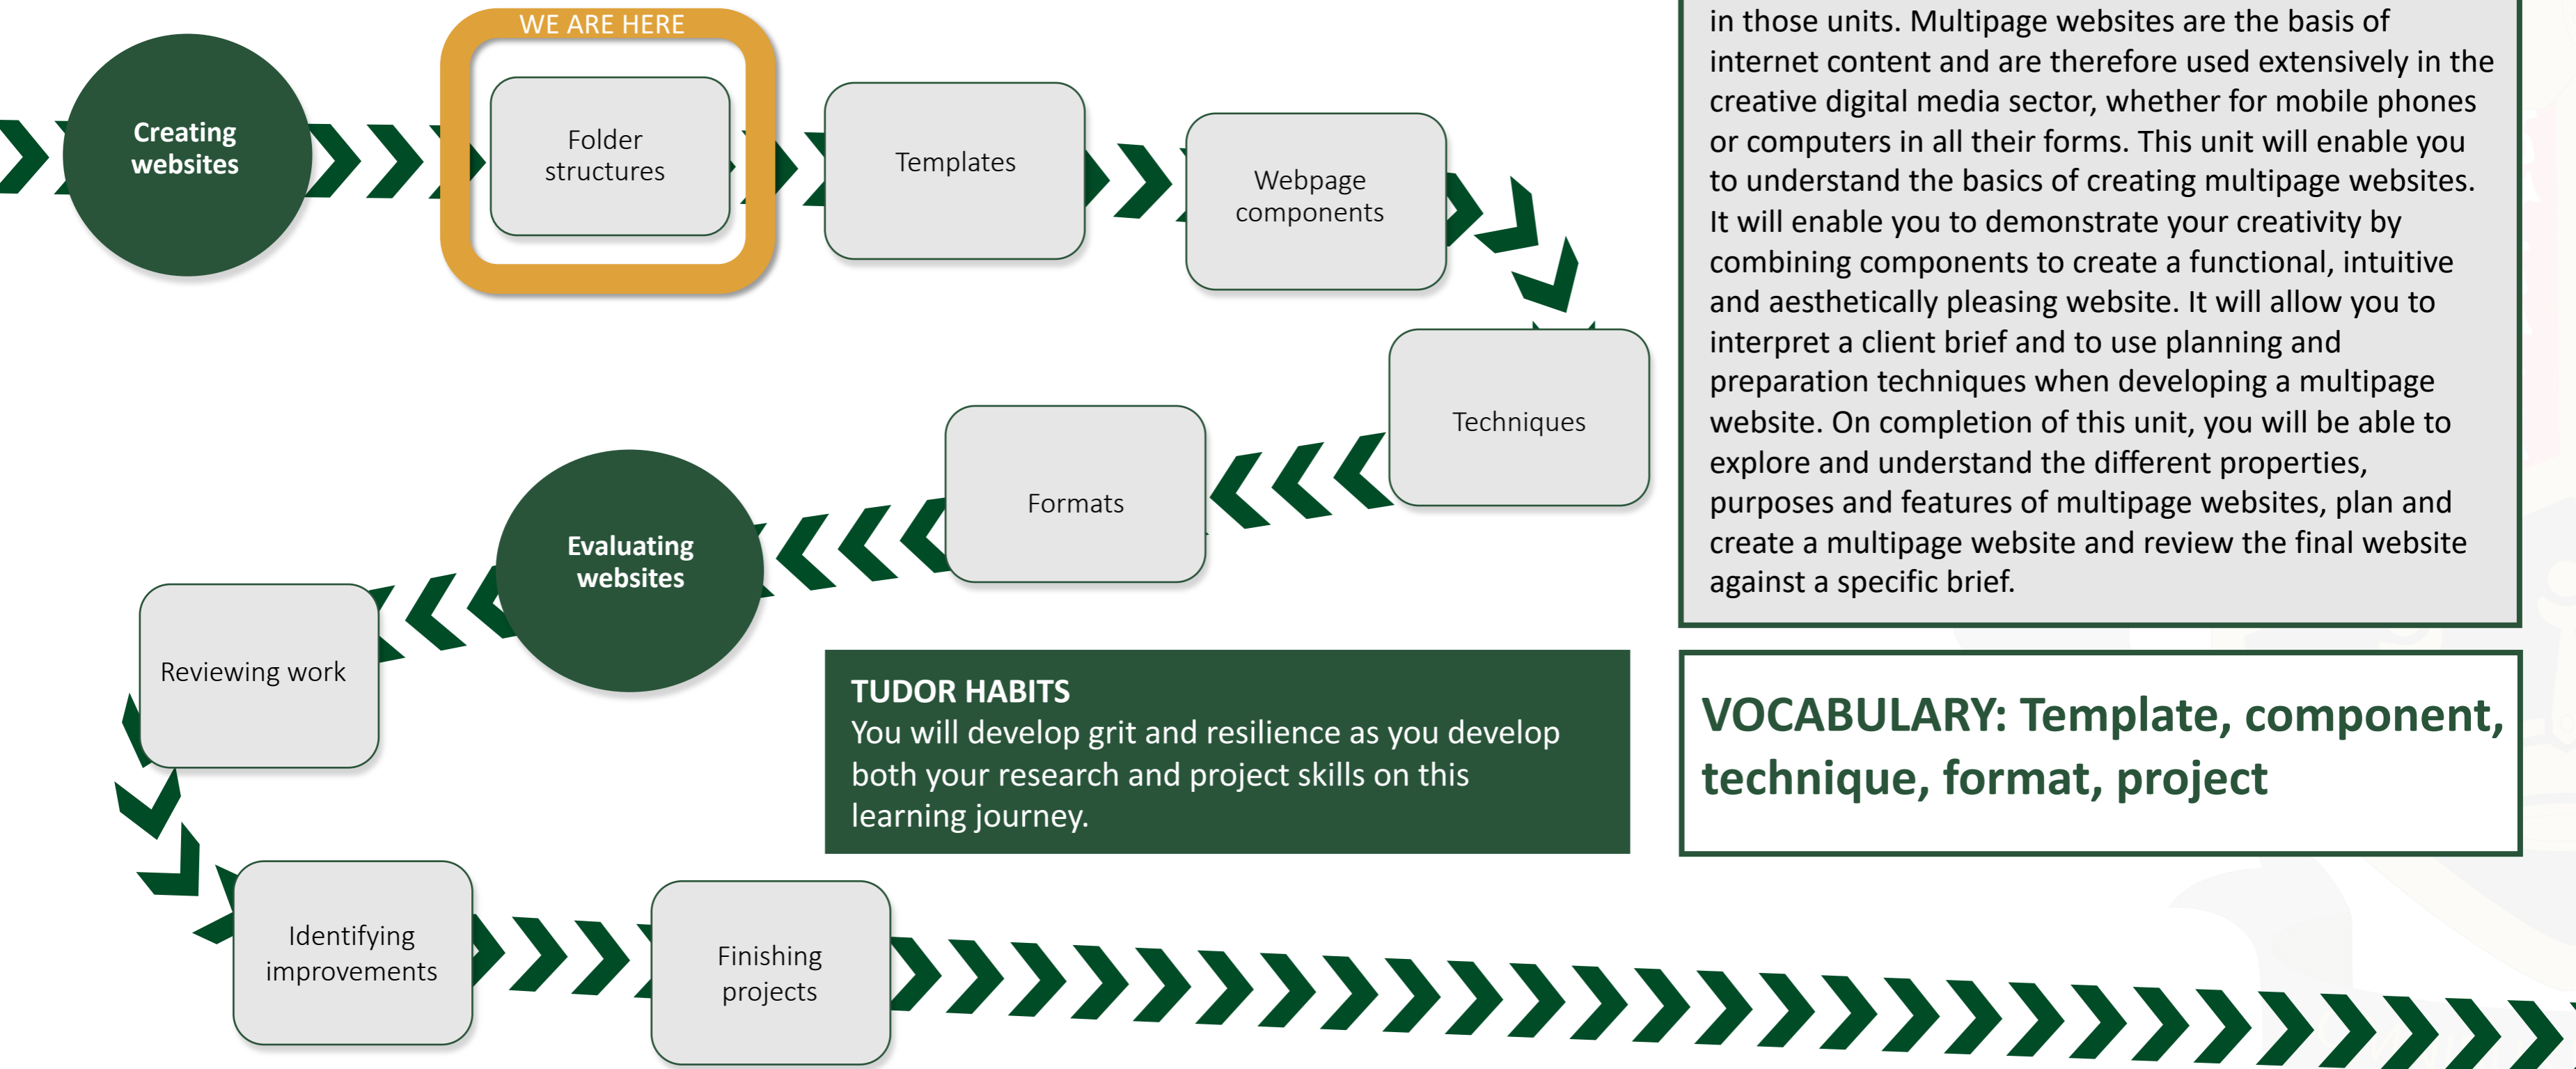 WE ARE HERE
Creating
websites
Folder
structures
Templates
Webpage
components
Techniques
Formats
Evaluating
websites
Reviewing work
Identifying
improvements
Finishing
projects
in those units. Multipage websites are the basis of
internet content and are therefore used extensively in the
creative digital media sector, whether for mobile phones
or computers in all their forms. This unit will enable you
to understand the basics of creating multipage websites.
It will enable you to demonstrate your creativity by
combining components to create a functional, intuitive
and aesthetically pleasing website. It will allow you to
interpret a client brief and to use planning and
preparation techniques when developing a multipage
website. On completion of this unit, you will be able to
explore and understand the different properties,
purposes and features of multipage websites, plan and
create a multipage website and review the final website
against a specific brief.
TUDOR HABITS
You will develop grit and resilience as you develop
both your research and project skills on this
learning journey.
VOCABULARY: Template, component,
technique, format, project